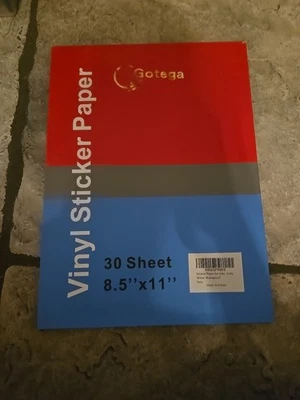 Gotega
Vinyl Sticker Paper
30 Sheet
8.5''x11''